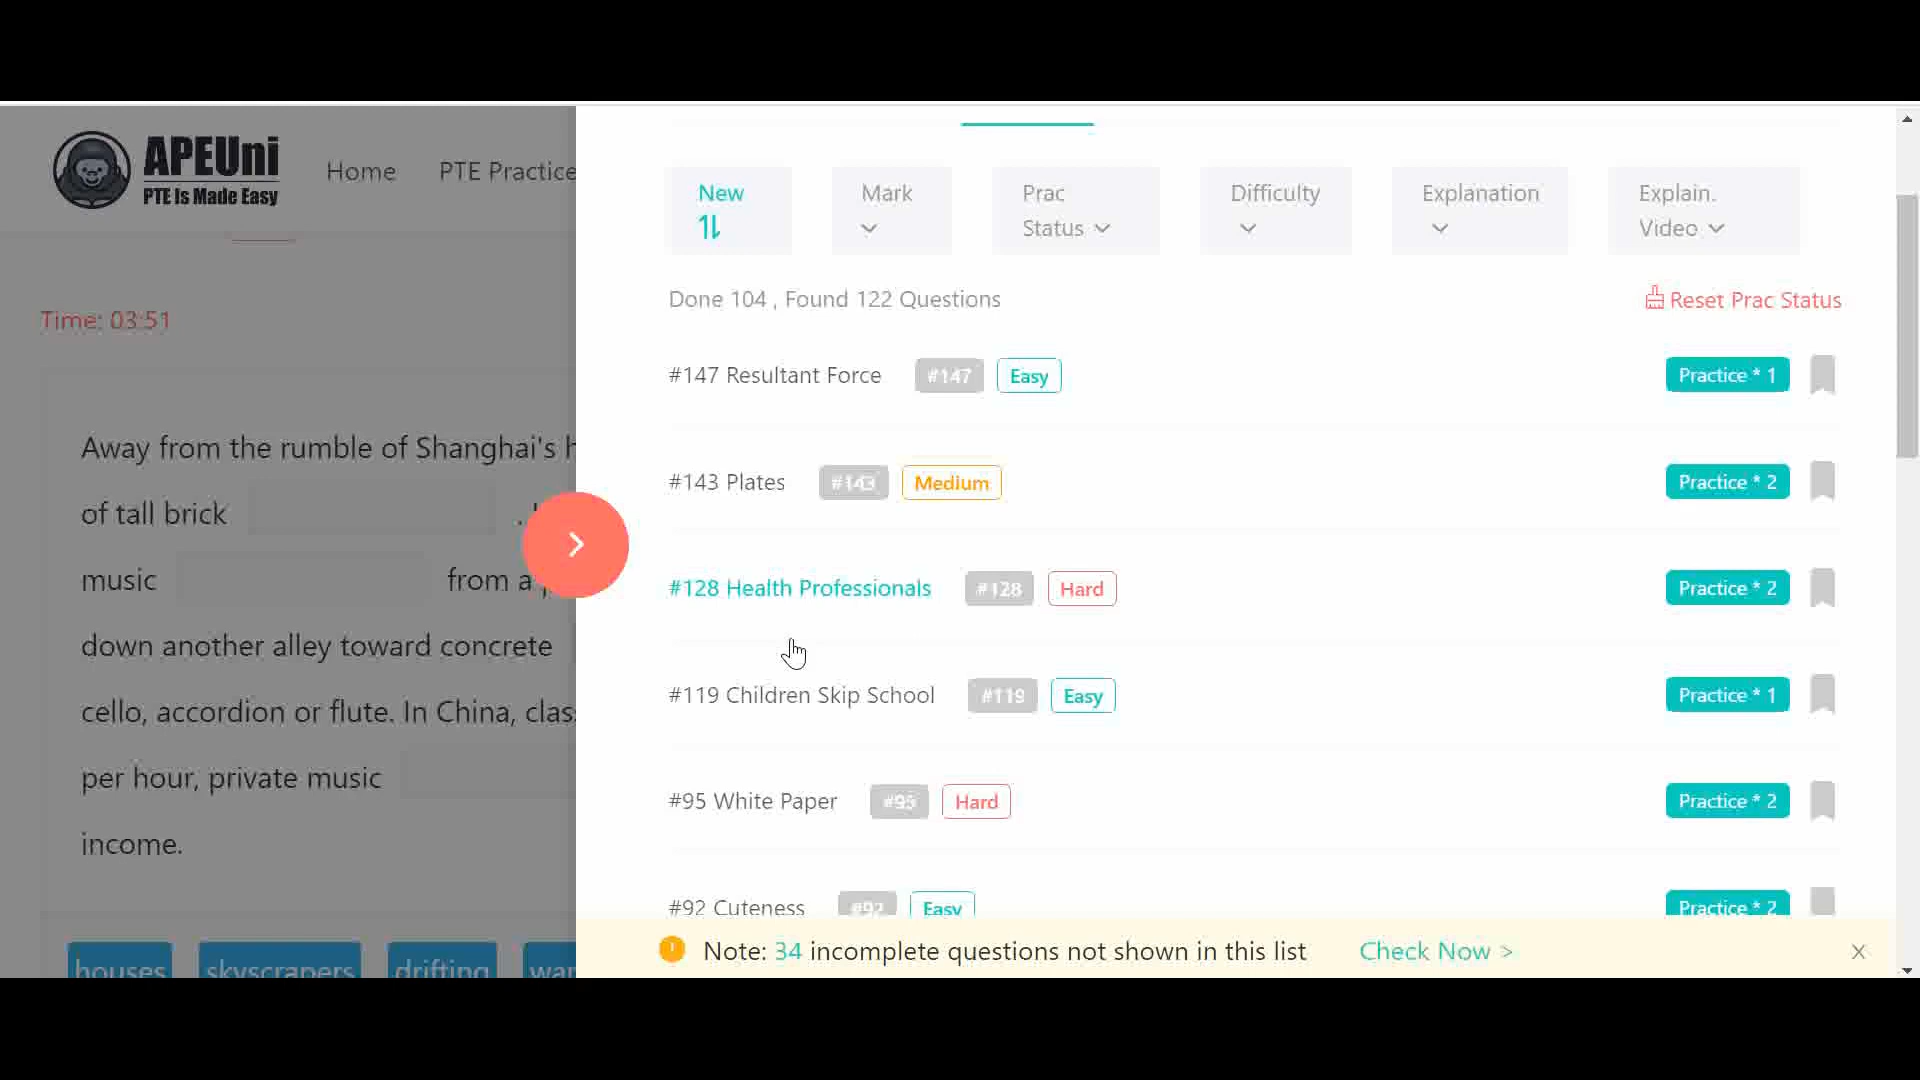 APEUni
PTE Is Made Easy
Home
PTE Practice
Time: 03:51
Away from the rumble of Shanghai's
of tall brick
music from a
down another alley toward concrete
cello, accordion or flute. In China,
per hour, private music
income.
houses
skyscrapers
drifting
New
Mark
Prac
Status
Difficulty
Explanation
Explain.
Video
Done 104 , Found 122 Questions
Reset Prac Status
#147 Resultant Force #147 Easy Practice * 1
#143 Plates #143 Medium Practice * 2
#128 Health Professionals #128 Hard Practice * 2
#119 Children Skip School #119 Easy Practice * 1
#95 White Paper #95 Hard Practice * 2
#92 Cuteness #92 Easy Practice * 2
Note: 34 incomplete questions not shown in this list Check Now > X